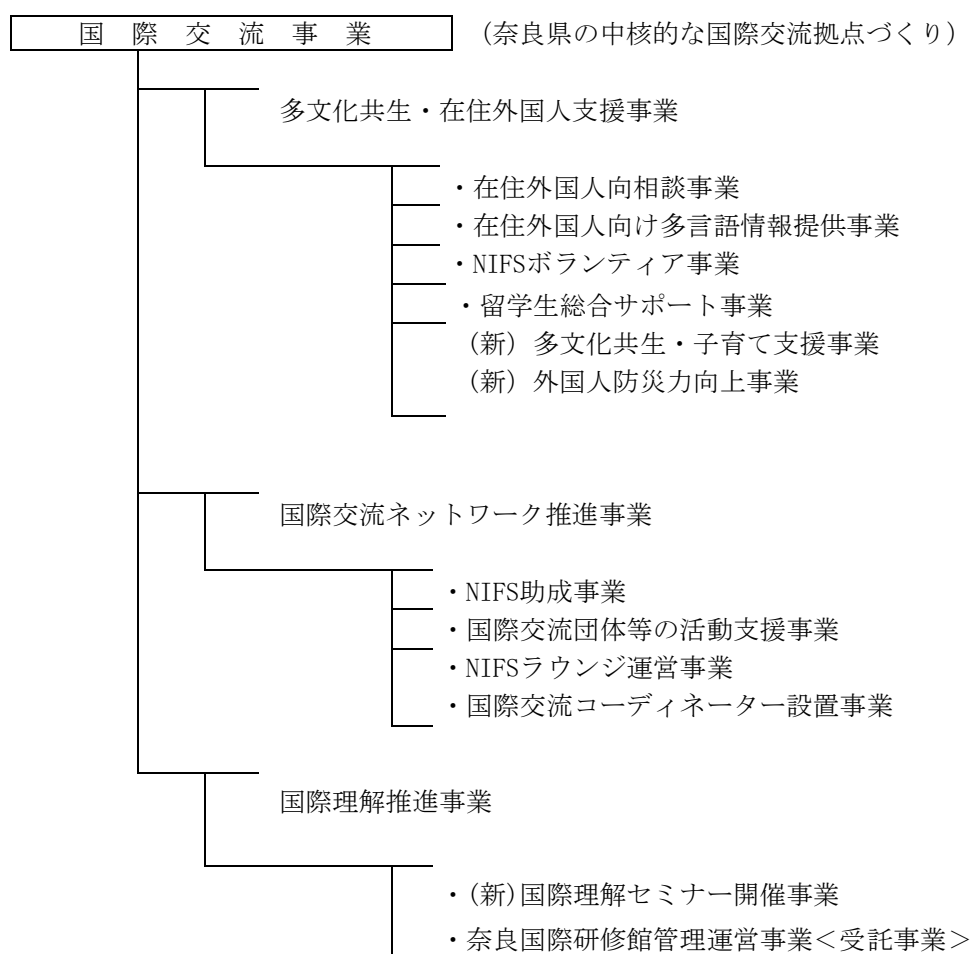 国際交流事業 (奈良県の中核的な国際交流拠点づくり)
多文化共生・在住外国人支援事業
・在住外国人向相談事業
・在住外国人向け多言語情報提供事業
・NIFSボランティア事業
・留学生総合サポート事業
(新) 多文化共生・子育て支援事業
(新) 外国人防災力向上事業
国際交流ネットワーク推進事業
・NIFS助成事業
・国際交流団体等の活動支援事業
・NIFSラウンジ運営事業
・国際交流コーディネーター設置事業
国際理解推進事業
・(新)国際理解セミナー開催事業
・奈良国際研修館管理運営事業<受託事業>